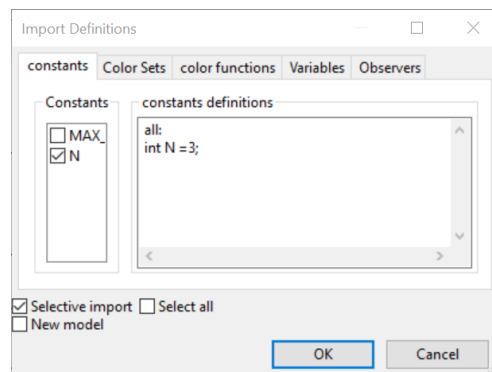 Import Definitions
constants Color Sets color functions Variables Observers
Constants
constants definitions
MAX_
N
all:
int N =3;
Selective import Select all
New model
OK Cancel